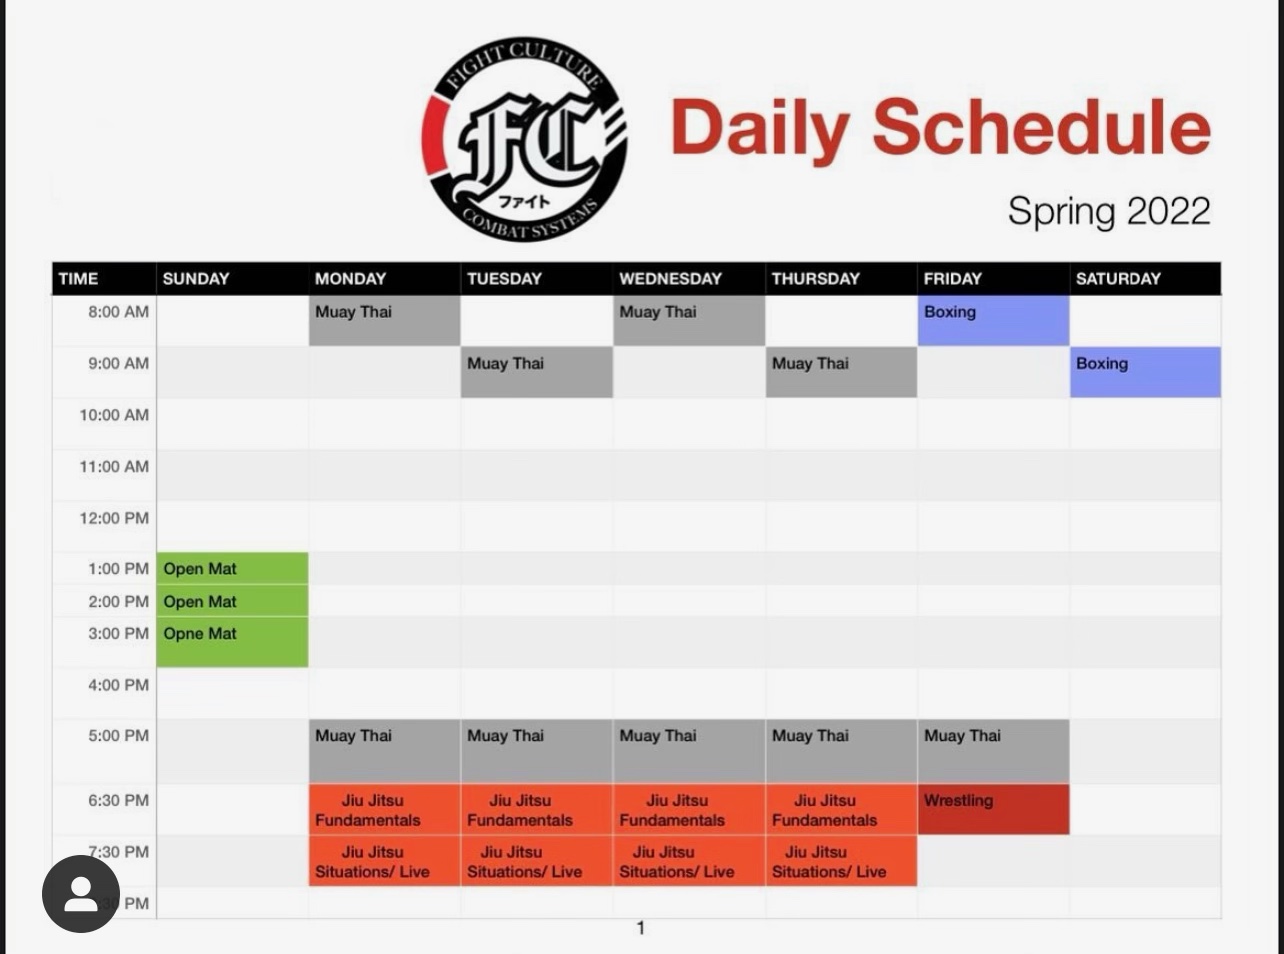 FIGHT CULTURE
FC
ファイト
COMBAT SYSTEMS
Daily Schedule
Spring 2022
TIME SUNDAY MONDAY TUESDAY WEDNESDAY THURSDAY FRIDAY SATURDAY
8:00 AM Muay Thai Muay Thai Boxing
9:00 AM Muay Thai Muay Thai Boxing
10:00 AM
11:00 AM
12:00 PM
1:00 PM Open Mat
2:00 PM Open Mat
3:00 PM Opne Mat
4:00 PM
5:00 PM Muay Thai Muay Thai Muay Thai Muay Thai Muay Thai
6:30 PM Jiu Jitsu Jiu Jitsu Jiu Jitsu Jiu Jitsu Wrestling
Fundamentals Fundamentals Fundamentals Fundamentals
7:30 PM Jiu Jitsu Jiu Jitsu Jiu Jitsu Jiu Jitsu
Situations/ Live Situations/ Live Situations/ Live Situations/ Live
PM
1